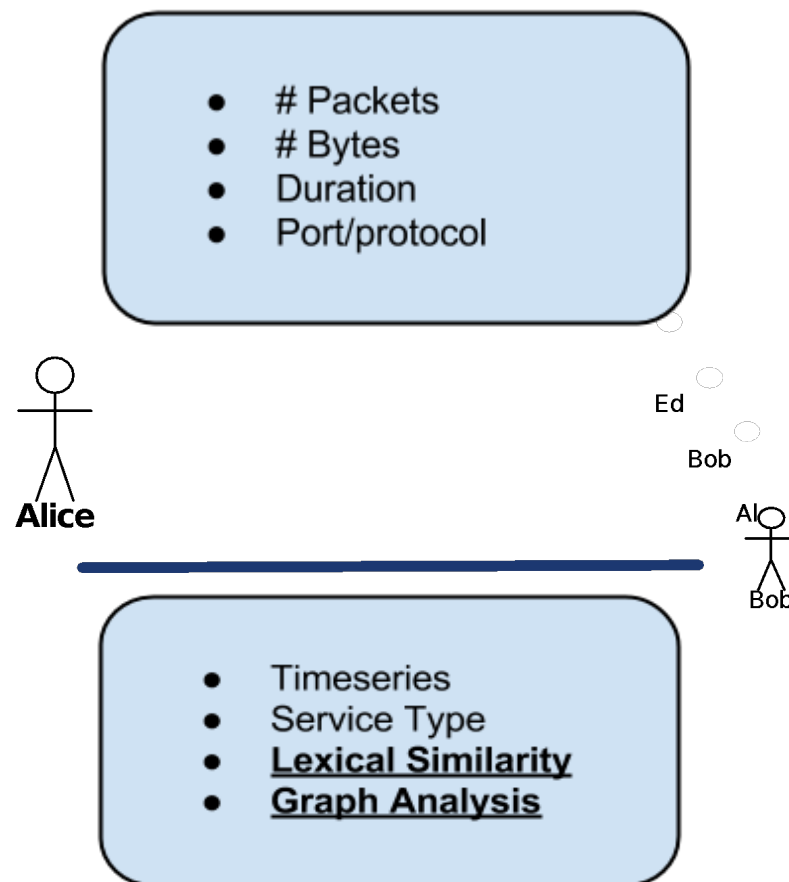 # Packets
# Bytes
Duration
Port/protocol
Ed
Bob
Alice
Al
Bob
Timeseries
Service Type
Lexical Similarity
Graph Analysis